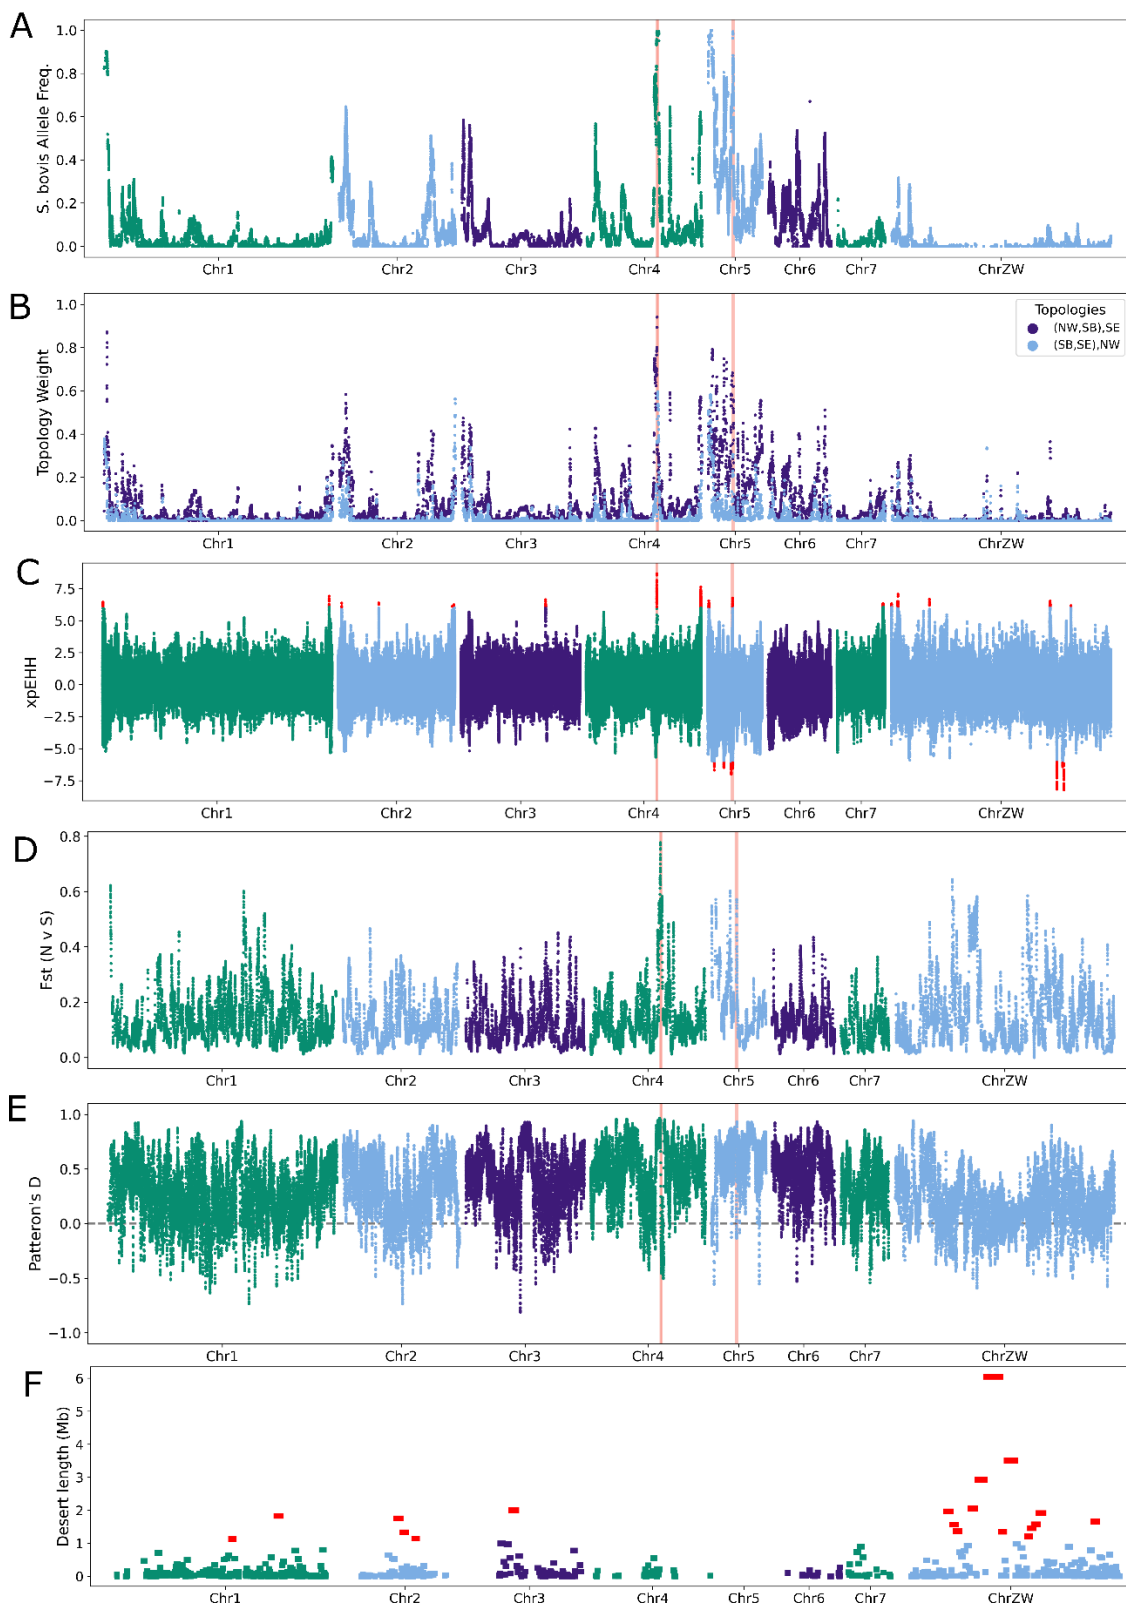 A
S. bovis Allele Freq.
1.0
0.8
0.6
0.4
0.2
0.0
Chr1 Chr2 Chr3 Chr4 Chr5 Chr6 Chr7 ChrZW
B
Topology Weight
1.0
0.8
0.6
0.4
0.2
0.0
Topologies
(NW,SB),SE
(SB,SE),NW
Chr1 Chr2 Chr3 Chr4 Chr5 Chr6 Chr7 ChrZW
C
xpEHH
7.5
5.0
2.5
0.0
−2.5
−5.0
−7.5
Chr1 Chr2 Chr3 Chr4 Chr5 Chr6 Chr7 ChrZW
D
Fst (N v S)
0.8
0.6
0.4
0.2
0.0
Chr1 Chr2 Chr3 Chr4 Chr5 Chr6 Chr7 ChrZW
E
Patteron's D
1.0
0.5
0.0
−0.5
−1.0
Chr1 Chr2 Chr3 Chr4 Chr5 Chr6 Chr7 ChrZW
F
Desert length (Mb)
6
5
4
3
2
1
0
Chr1 Chr2 Chr3 Chr4 Chr5 Chr6 Chr7 ChrZW